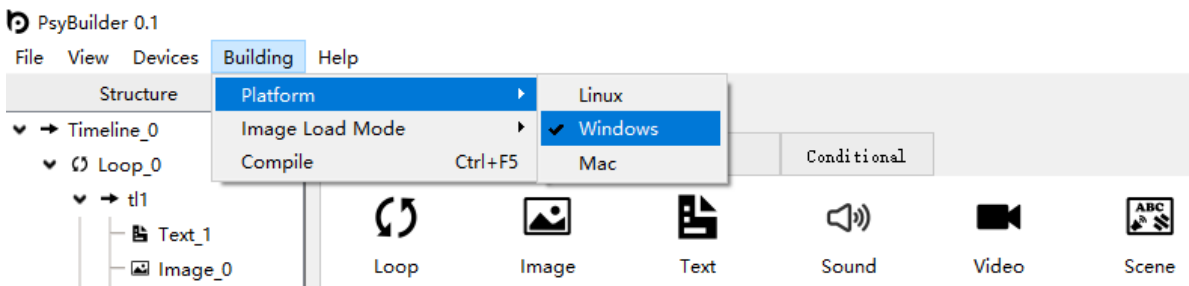 PsyBuilder 0.1
File View Devices Building Help
Structure
Platform
Linux
Timeline_0
Image Load Mode
Windows
Loop_0
Compile Ctrl+F5
Mac
Conditional
tl1
Text_1
ABC
Image_0
Loop Image Text Sound Video Scene